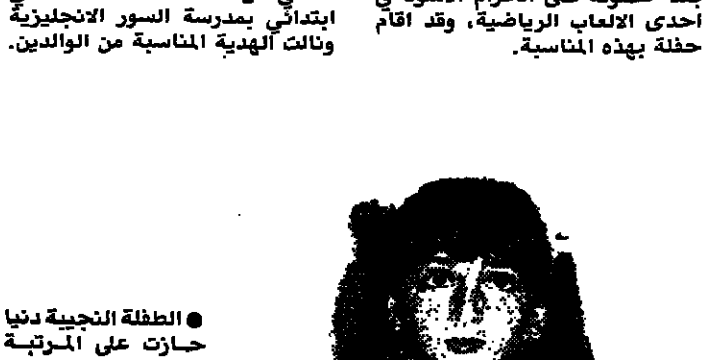 احدى الالعاب الرياضية، وقد اقام
حفلة بهذه المناسبة.
ابتدائي بمدرسة السور الانجليزية
ونالت الهدية المناسبة من الوالدين.
● الطفلة النجيبة دنيا
حازت على المرتبة